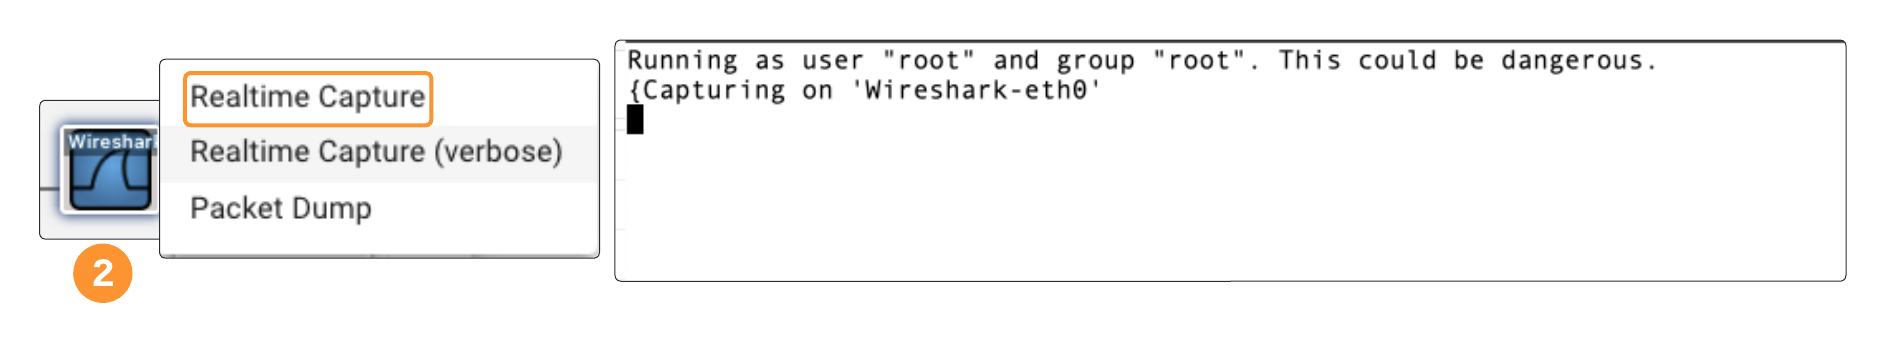 Wireshar
2
Realtime Capture
Realtime Capture (verbose)
Packet Dump
Running as user "root" and group "root". This could be dangerous.
{Capturing on 'Wireshark-eth0'